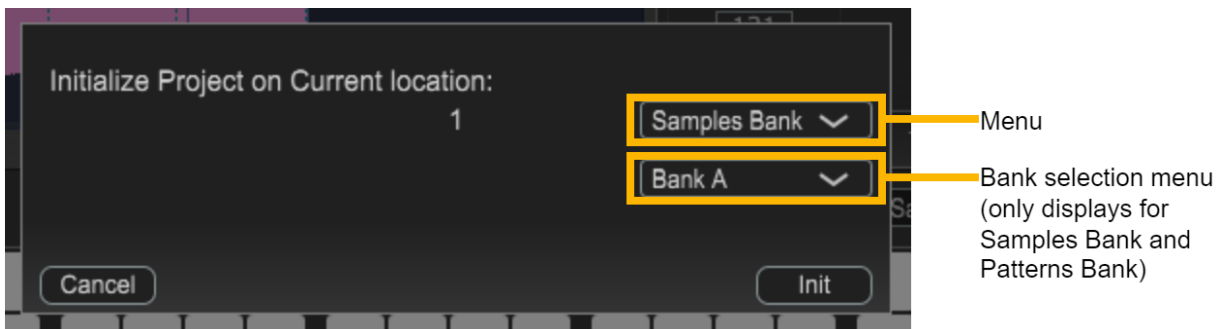 121
Initialize Project on Current location:
1
Samples Bank
Menu
Bank A
Bank selection menu
(only displays for
Samples Bank and
Patterns Bank)
Cancel
Init